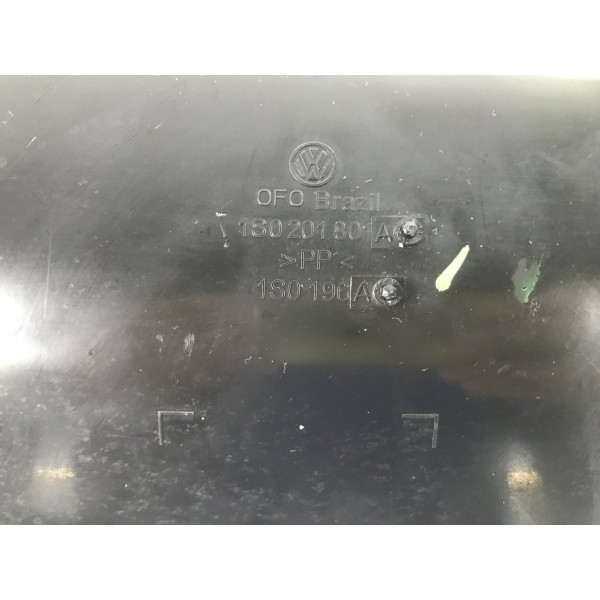 OFO Brazil
1S0 201 801 A
>PP<
1S0 196 A